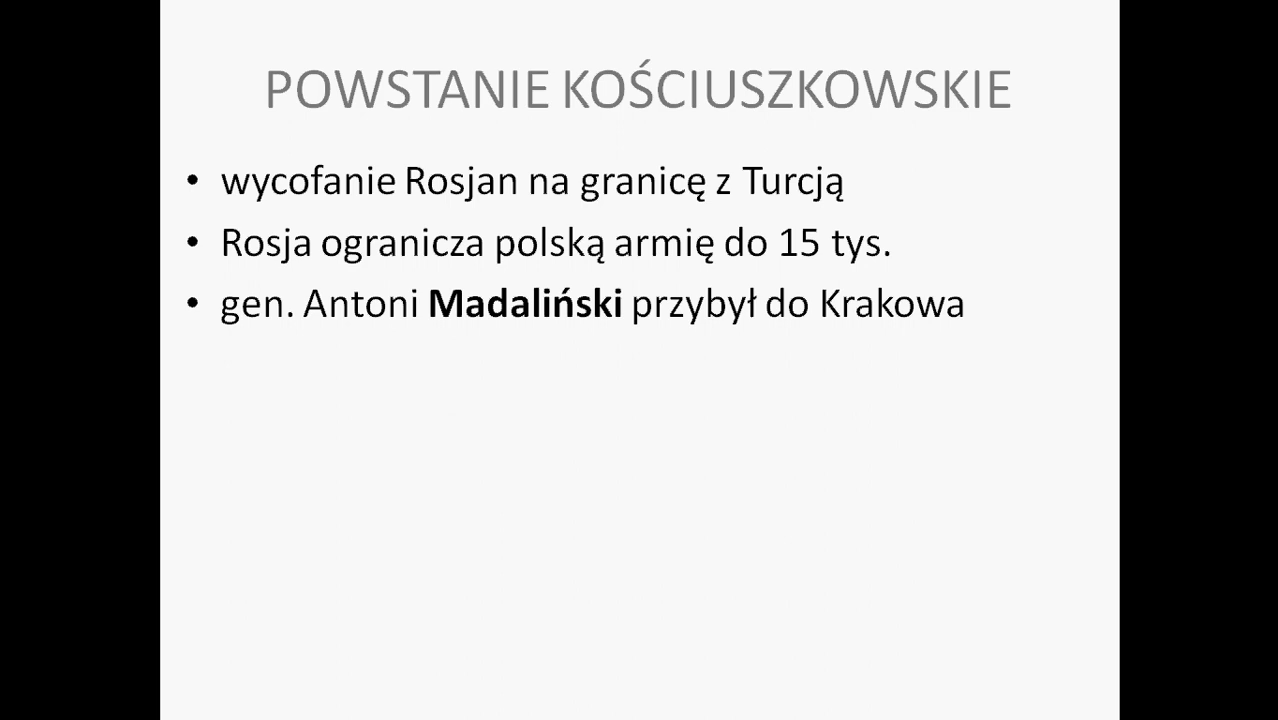 POWSTANIE KOŚCIUSZKOWSKIE
• wycofanie Rosjan na granicę z Turcją
• Rosja ogranicza polską armię do 15 tys.
• gen. Antoni Madaliński przybył do Krakowa